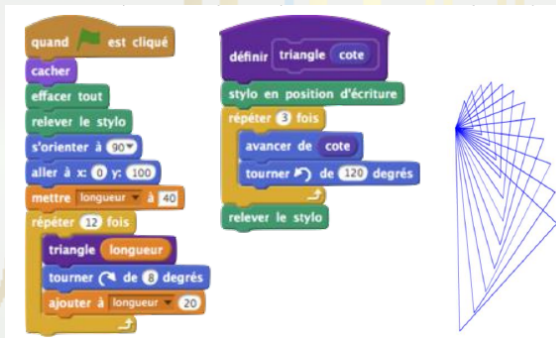 quand est cliqué
cacher
effacer tout
relever le stylo
s'orienter à 90
aller à x: 0 y: 100
mettre longueur à 40
répéter 12 fois
triangle longueur
tourner de 8 degrés
ajouter à longueur 20
définir triangle cote
stylo en position d'écriture
répéter 3 fois
avancer de cote
tourner de 120 degrés
relever le stylo